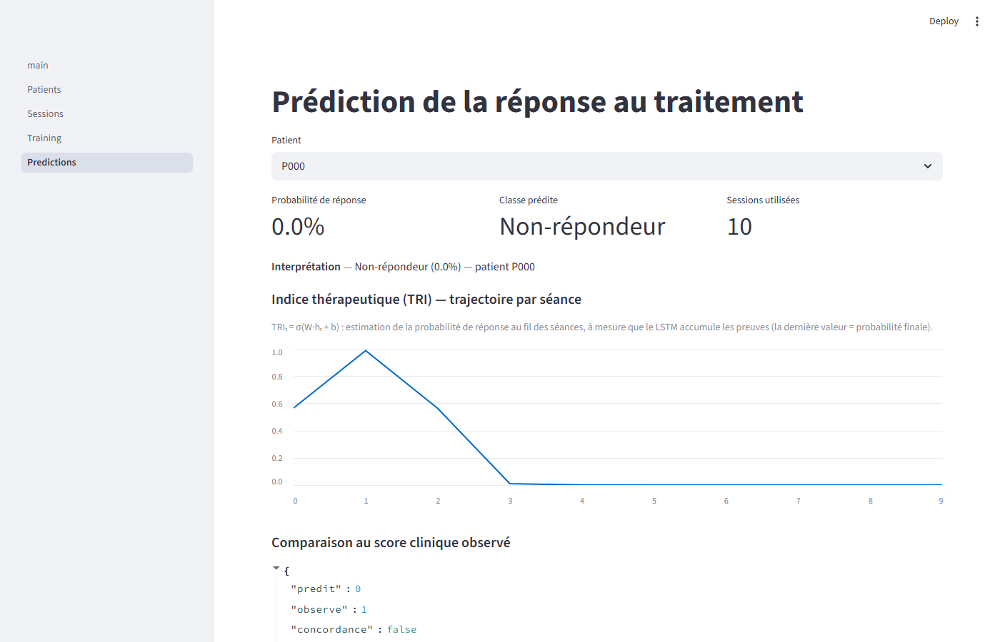 Deploy
main
Patients
Sessions
Training
Predictions
Prédiction de la réponse au traitement
Patient
P000
Probabilité de réponse
Classe prédite
Sessions utilisées
0.0%
Non-répondeur
10
Interprétation — Non-répondeur (0.0%) — patient P000
Indice thérapeutique (TRI) — trajectoire par séance
TRIₜ = σ(W·hₜ + b) : estimation de la probabilité de réponse au fil des séances, à mesure que le LSTM accumule les preuves (la dernière valeur = probabilité finale).
1.0
0.8
0.6
0.4
0.2
0.0
0 1 2 3 4 5 6 7 8 9
Comparaison au score clinique observé
{
"predit" : 0
"observe" : 1
"concordance" : false